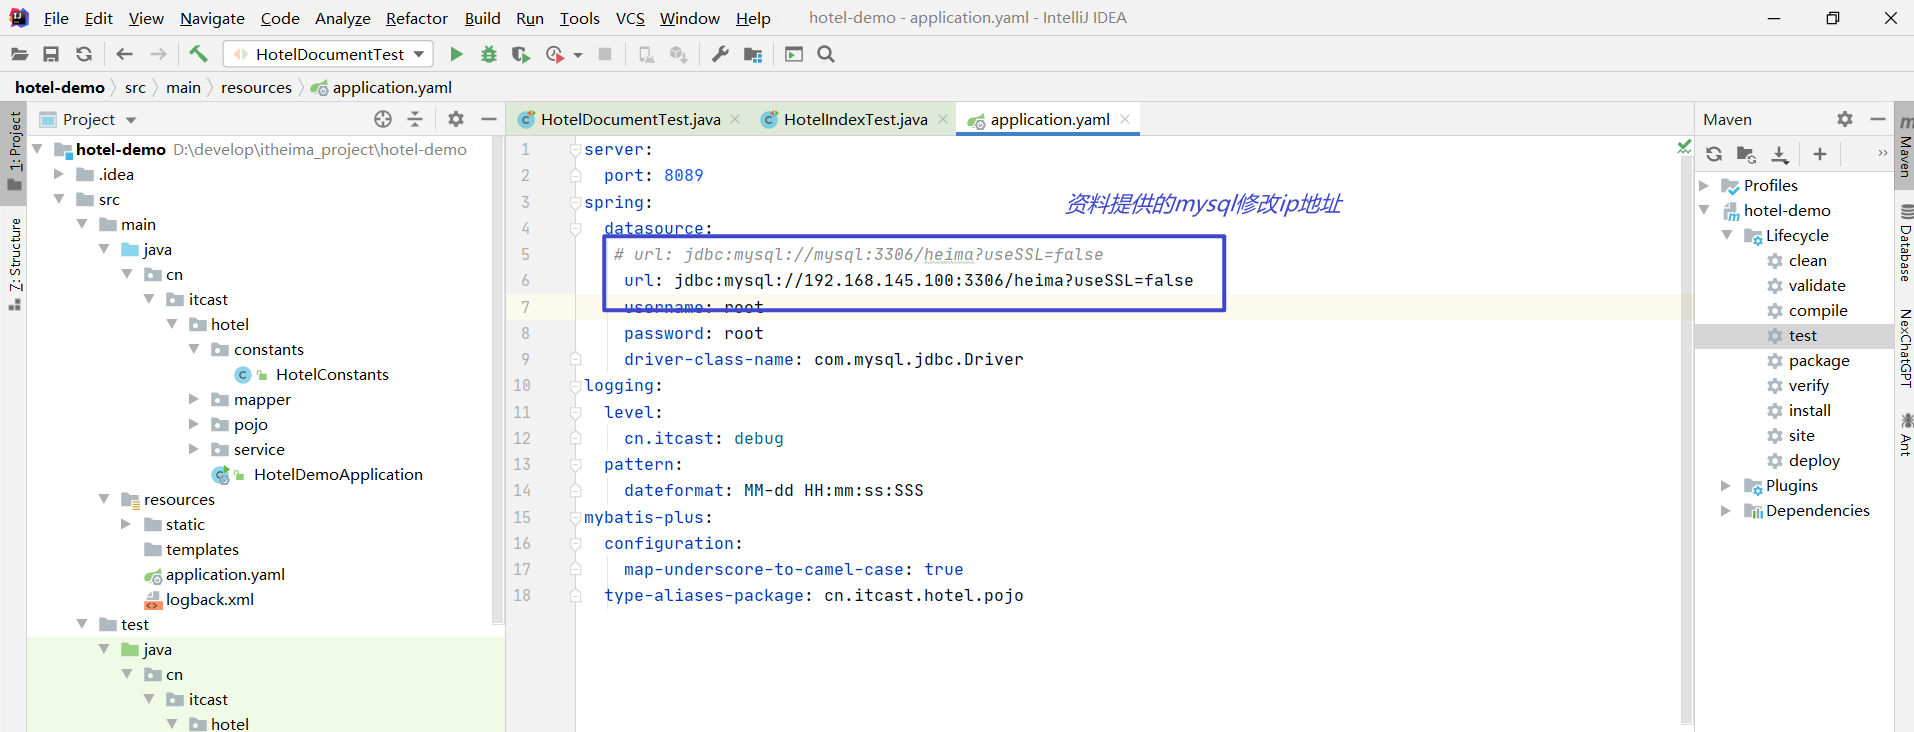 File Edit View Navigate Code Analyze Refactor Build Run Tools VCS Window Help hotel-demo - application.yaml - IntelliJ IDEA
HotelDocumentTest
hotel-demo src main resources application.yaml
1: Project
Z: Structure
Project
hotel-demo D:\develop\itheima_project\hotel-demo
.idea
src
main
java
cn
itcast
hotel
constants
HotelConstants
mapper
pojo
service
HotelDemoApplication
resources
static
templates
application.yaml
logback.xml
test
java
cn
itcast
hotel
HotelDocumentTest.java HotelIndexTest.java application.yaml
1 server:
2 port: 8089
3 spring:
资料提供的mysql修改ip地址
4 datasource:
5 # url: jdbc:mysql://mysql:3306/heima?useSSL=false
6 url: jdbc:mysql://192.168.145.100:3306/heima?useSSL=false
7 username: root
8 password: root
9 driver-class-name: com.mysql.jdbc.Driver
10 logging:
11 level:
12 cn.itcast: debug
13 pattern:
14 dateformat: MM-dd HH:mm:ss:SSS
15 mybatis-plus:
16 configuration:
17 map-underscore-to-camel-case: true
18 type-aliases-package: cn.itcast.hotel.pojo
Maven
Profiles
hotel-demo
Lifecycle
clean
validate
compile
test
package
verify
install
site
deploy
Plugins
Dependencies
Maven
Database
NexChatGPT
Ant